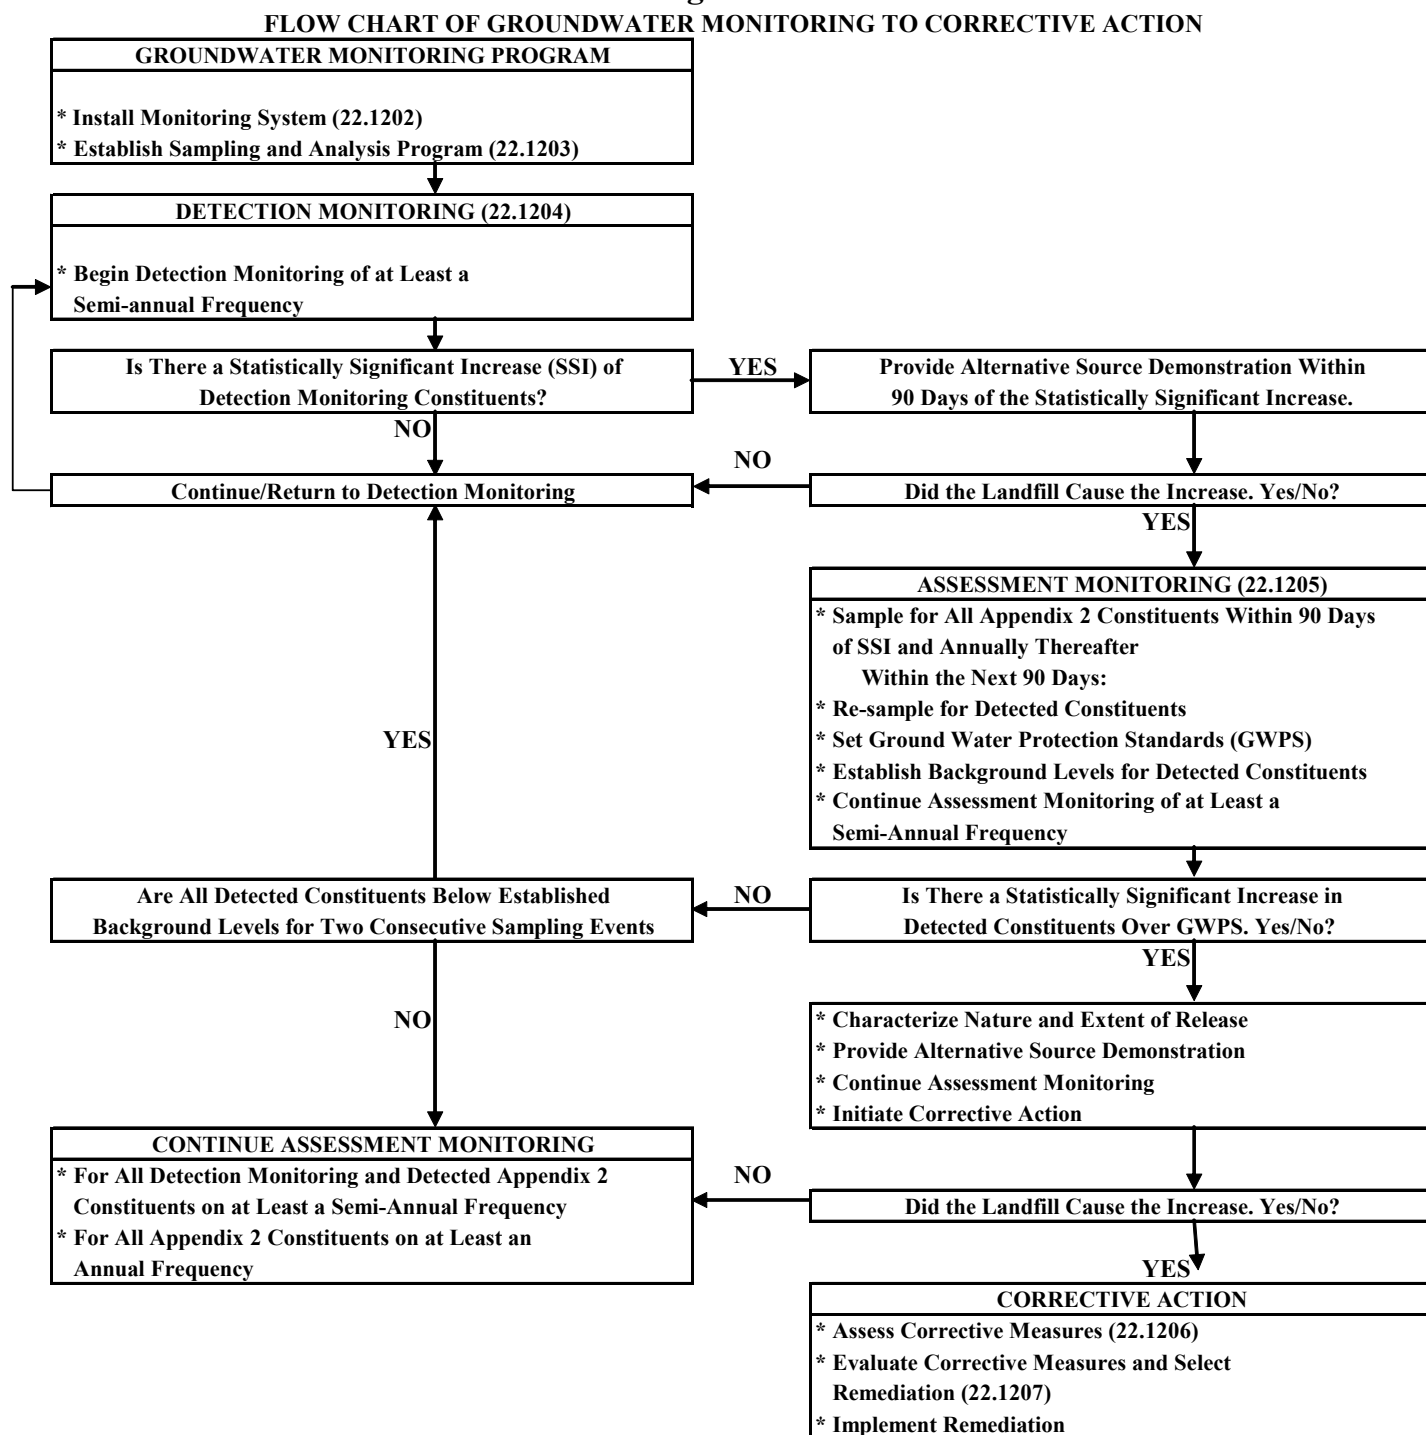 FLOW CHART OF GROUNDWATER MONITORING TO CORRECTIVE ACTION
GROUNDWATER MONITORING PROGRAM
* Install Monitoring System (22.1202)
* Establish Sampling and Analysis Program (22.1203)
DETECTION MONITORING (22.1204)
* Begin Detection Monitoring of at Least a
Semi-annual Frequency
Is There a Statistically Significant Increase (SSI) of
Detection Monitoring Constituents?
YES
Provide Alternative Source Demonstration Within
90 Days of the Statistically Significant Increase.
NO
NO
Continue/Return to Detection Monitoring
Did the Landfill Cause the Increase. Yes/No?
YES
ASSESSMENT MONITORING (22.1205)
* Sample for All Appendix 2 Constituents Within 90 Days
of SSI and Annually Thereafter
Within the Next 90 Days:
* Re-sample for Detected Constituents
* Set Ground Water Protection Standards (GWPS)
* Establish Background Levels for Detected Constituents
* Continue Assessment Monitoring of at Least a
Semi-Annual Frequency
YES
Are All Detected Constituents Below Established
Background Levels for Two Consecutive Sampling Events
NO
Is There a Statistically Significant Increase in
Detected Constituents Over GWPS. Yes/No?
YES
NO
* Characterize Nature and Extent of Release
* Provide Alternative Source Demonstration
* Continue Assessment Monitoring
* Initiate Corrective Action
CONTINUE ASSESSMENT MONITORING
* For All Detection Monitoring and Detected Appendix 2
Constituents on at Least a Semi-Annual Frequency
* For All Appendix 2 Constituents on at Least an
Annual Frequency
NO
Did the Landfill Cause the Increase. Yes/No?
YES
CORRECTIVE ACTION
* Assess Corrective Measures (22.1206)
* Evaluate Corrective Measures and Select
Remediation (22.1207)
* Implement Remediation